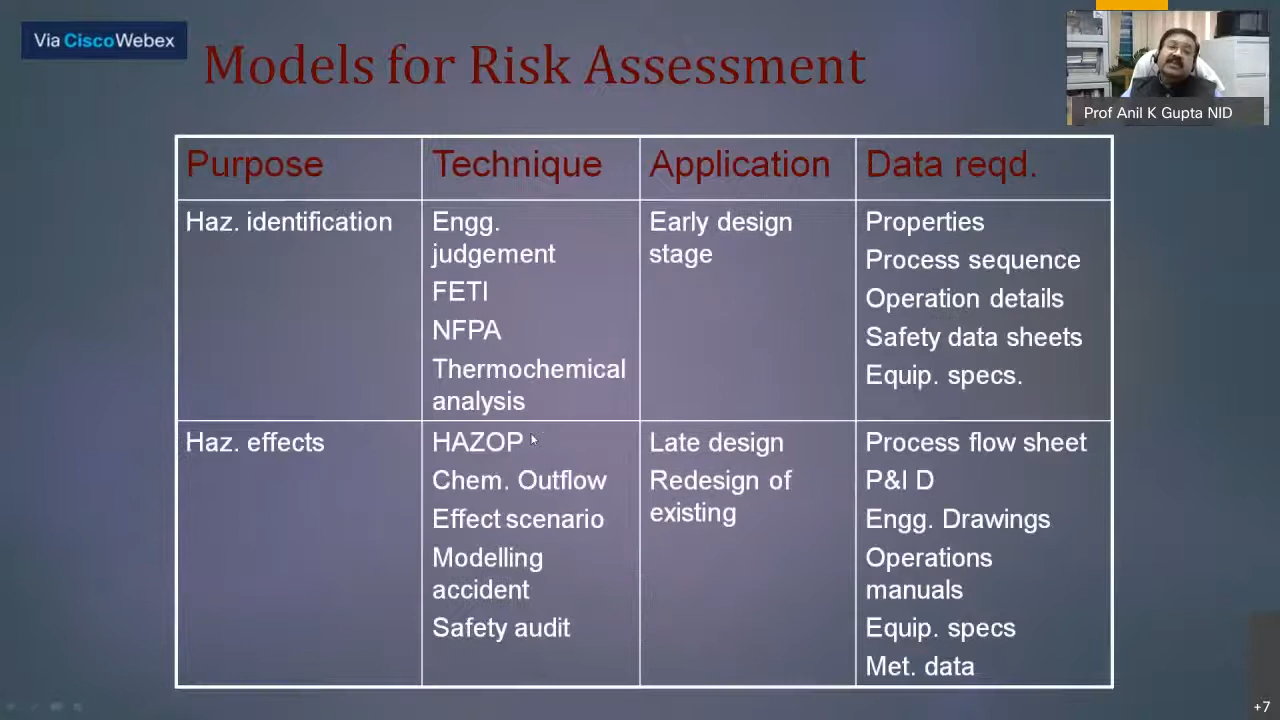 Via CiscoWebex
Models for Risk Assessment
Prof Anil K Gupta NID
Purpose
Technique
Application
Data reqd.
Haz. identification
Engg.
judgement
FETI
NFPA
Thermochemical
analysis
Early design
stage
Properties
Process sequence
Operation details
Safety data sheets
Equip. specs.
Haz. effects
HAZOP
Chem. Outflow
Effect scenario
Modelling
accident
Safety audit
Late design
Redesign of
existing
Process flow sheet
P&I D
Engg. Drawings
Operations
manuals
Equip. specs
Met. data
+7